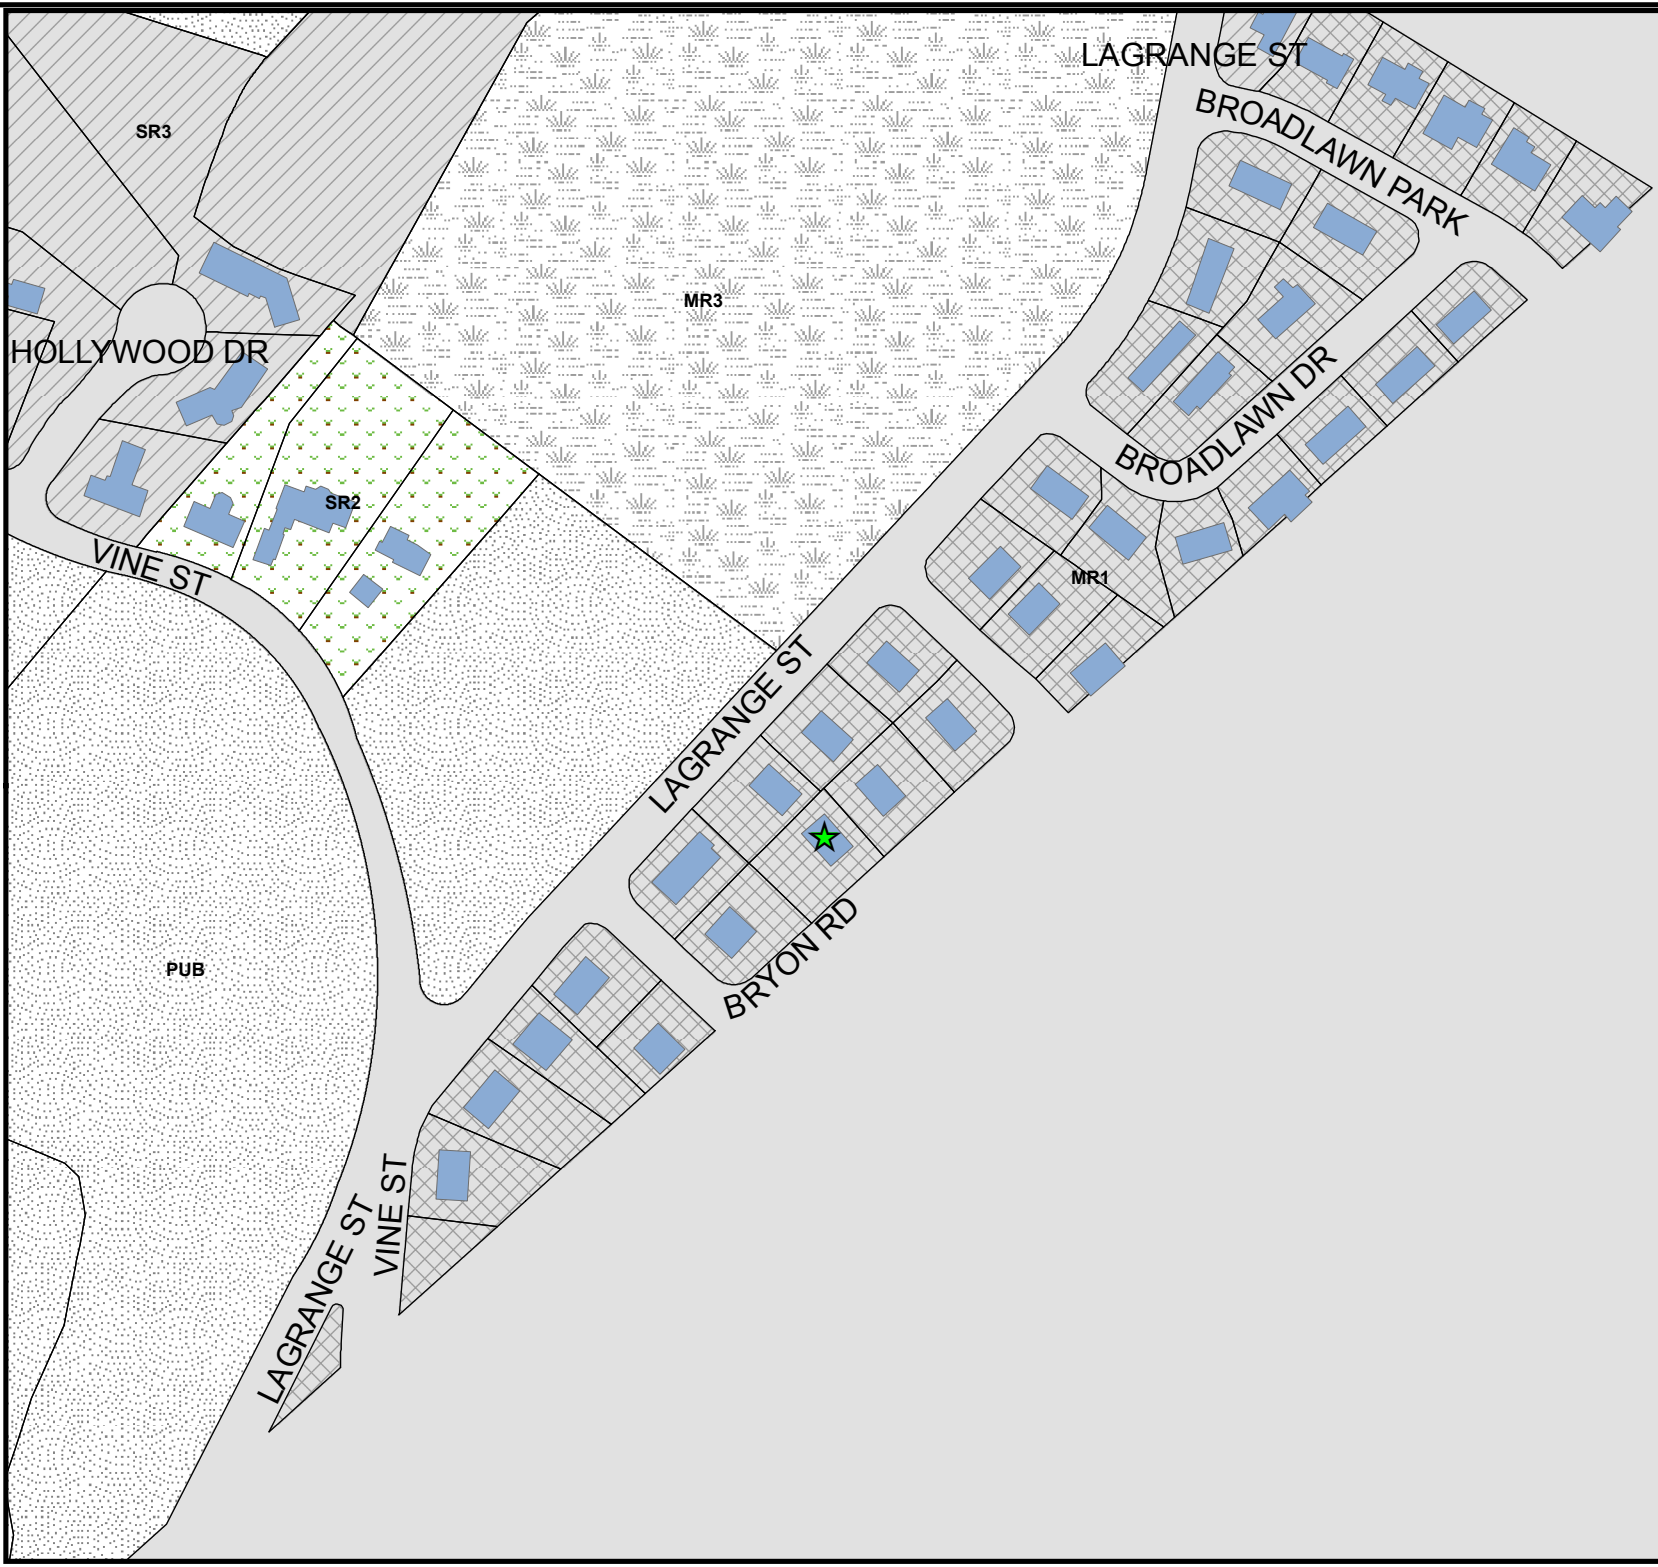 LAGRANGE ST
BROADLAWN PARK
SR3
MR3
HOLLYWOOD DR
BROADLAWN DR
SR2
VINE ST
MR1
LAGRANGE ST
BRYON RD
PUB
VINE ST
LAGRANGE ST